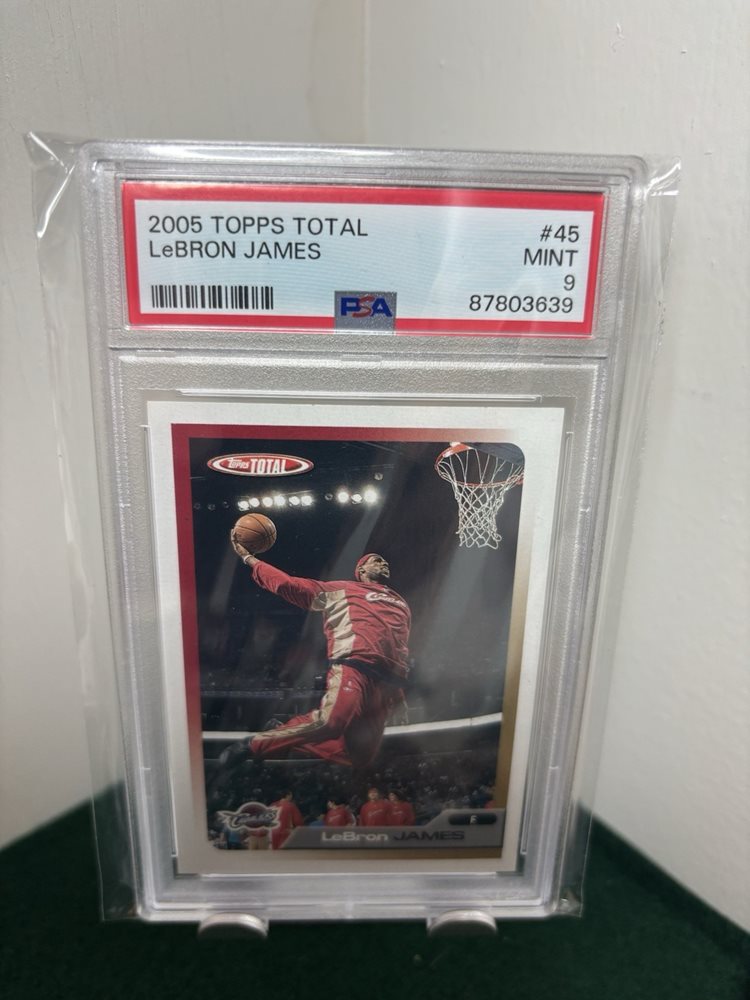 2005 TOPPS TOTAL #45
LeBRON JAMES MINT
9
PSA 87803639
TOPPS TOTAL
CAVALIERS
F
LeBron JAMES